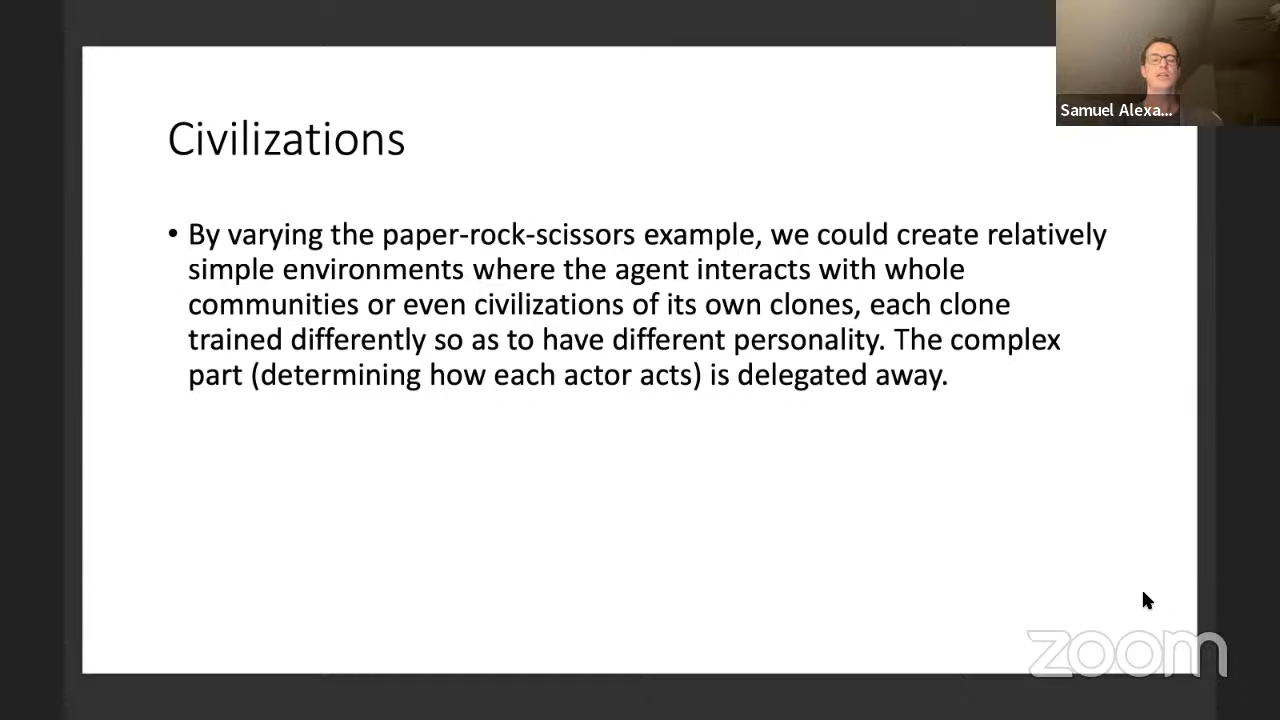 Samuel Alexa...
Civilizations
• By varying the paper-rock-scissors example, we could create relatively
simple environments where the agent interacts with whole
communities or even civilizations of its own clones, each clone
trained differently so as to have different personality. The complex
part (determining how each actor acts) is delegated away.
zoom